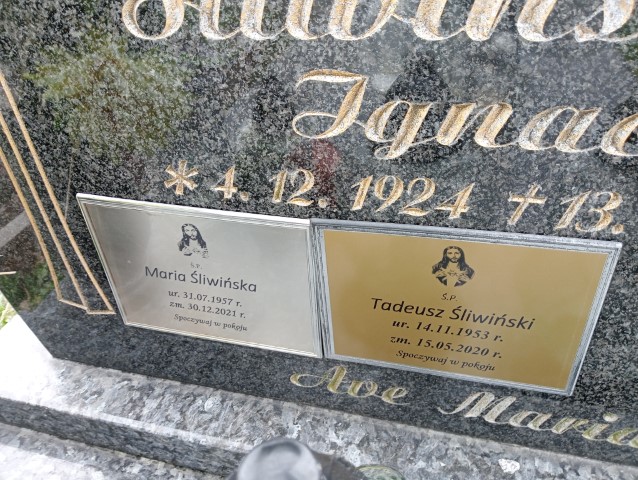 * 4. 12. 1924 † 13.
Ś.P.
Maria Śliwińska
ur. 31.07.1957 r.
zm. 30.12.2021 r.
Spoczywaj w pokoju
Ś.P.
Tadeusz Śliwiński
ur. 14.11.1953 r.
zm. 15.05.2020 r.
Spoczywaj w pokoju
Ave Maria